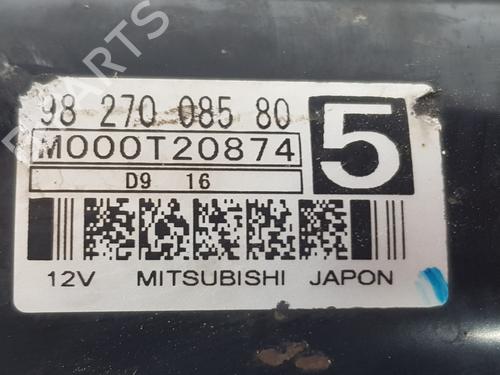 98 270 085 80
5
M000T20874
D9 16
12V MITSUBISHI JAPON